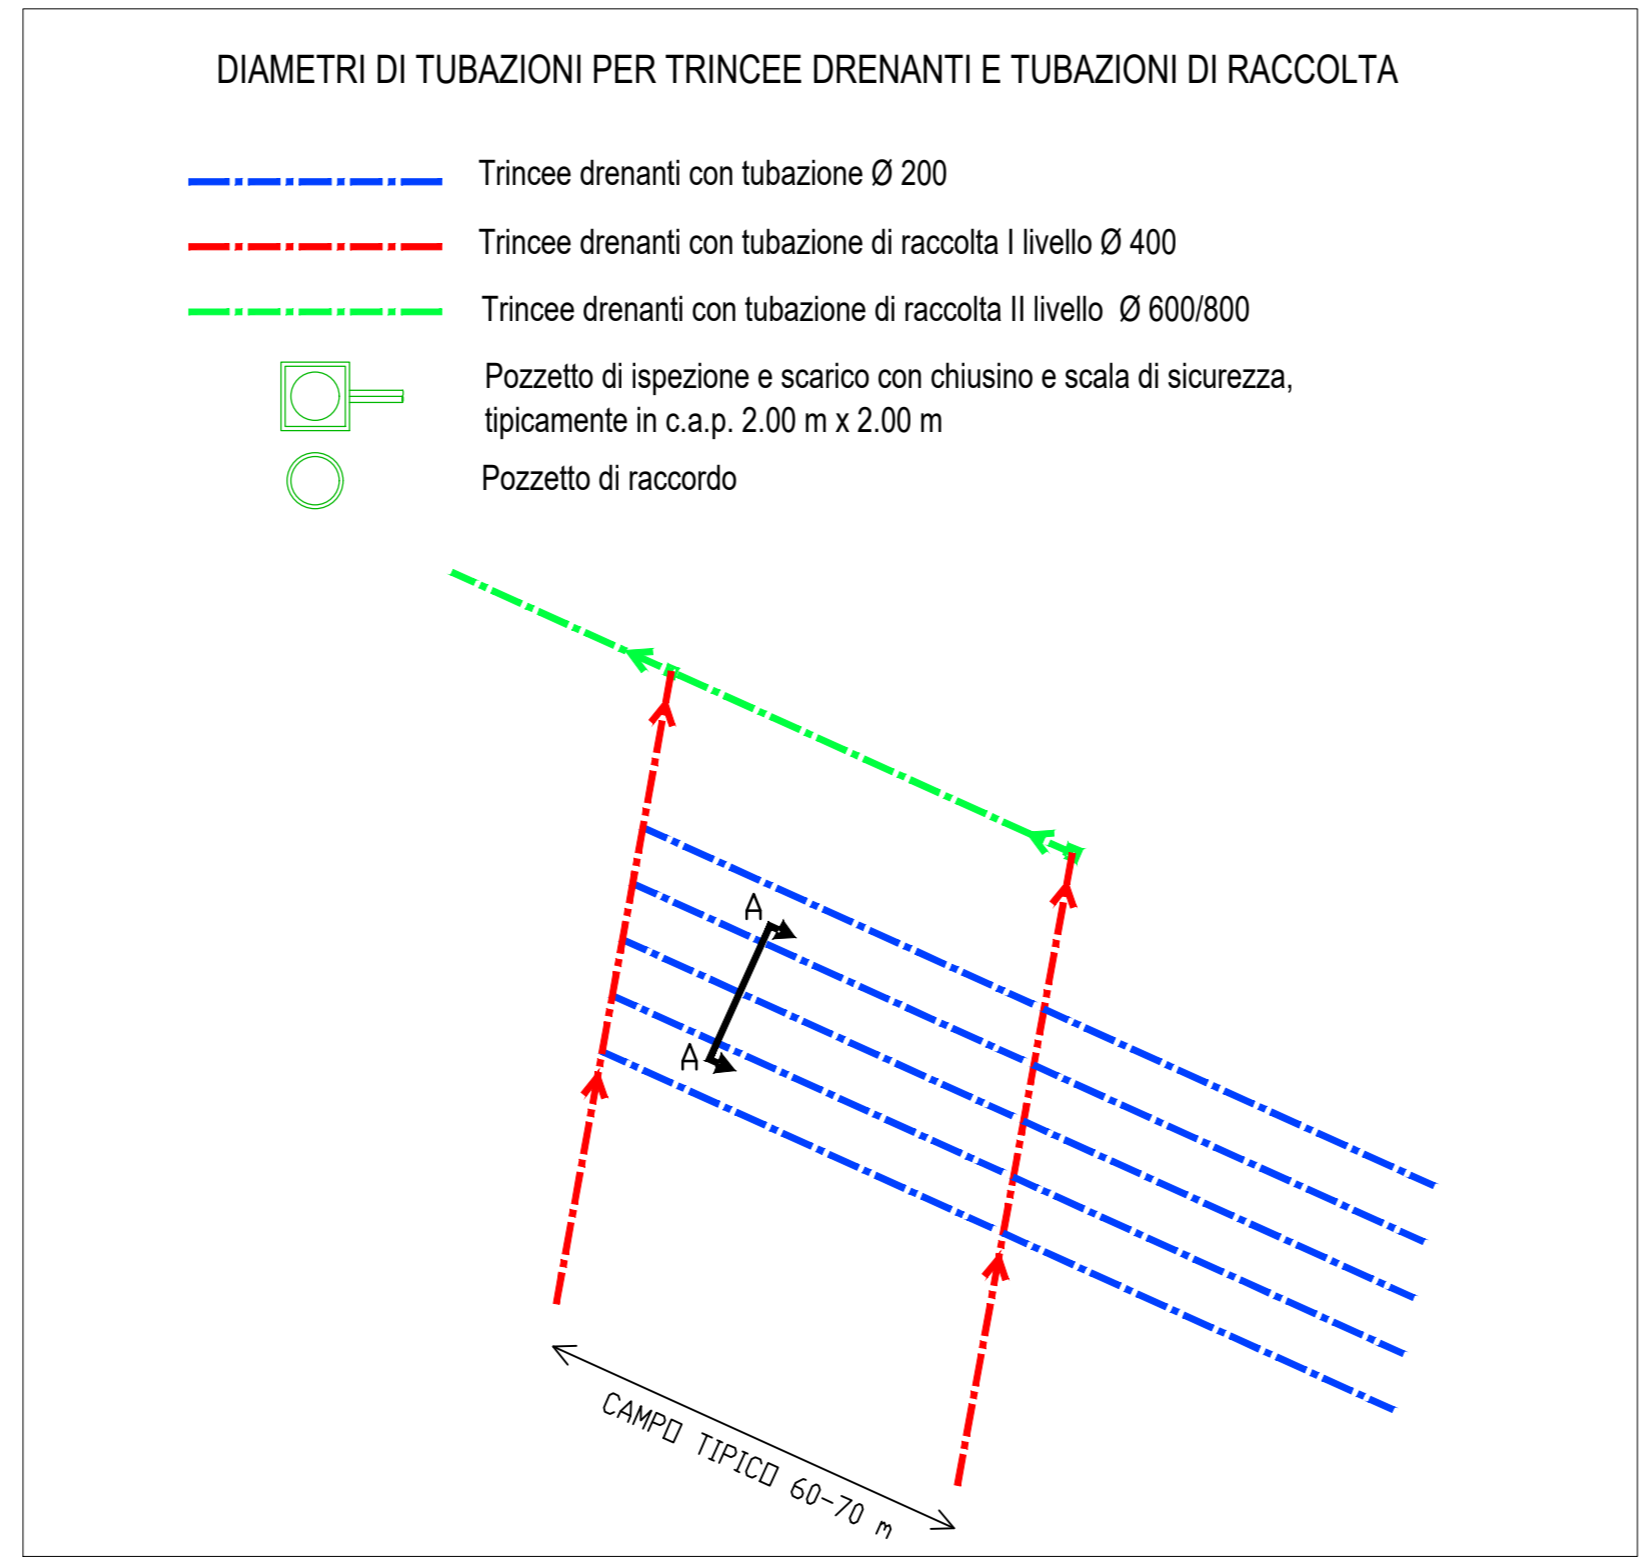 DIAMETRI DI TUBAZIONI PER TRINCEE DRENANTI E TUBAZIONI DI RACCOLTA
Trincee drenanti con tubazione Ø 200
Trincee drenanti con tubazione di raccolta I livello Ø 400
Trincee drenanti con tubazione di raccolta II livello Ø 600/800
Pozzetto di ispezione e scarico con chiusino e scala di sicurezza,
tipicamente in c.a.p. 2.00 m x 2.00 m
Pozzetto di raccordo
A
A
CAMPO TIPICO 60-70 m